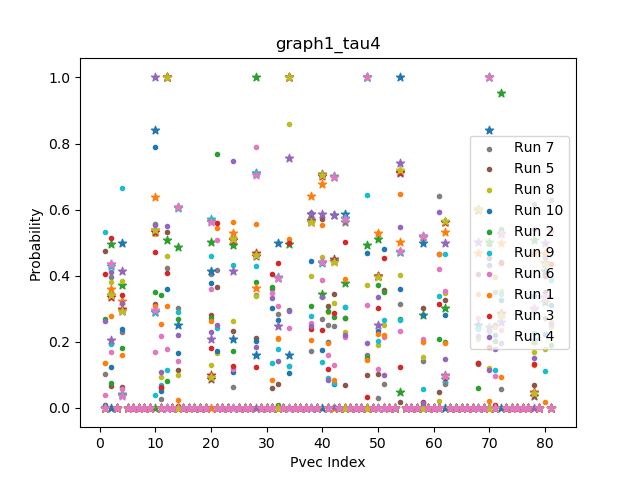 graph1_tau4
Probability
1.0
0.8
0.6
0.4
0.2
0.0
Run 7
Run 5
Run 8
Run 10
Run 2
Run 9
Run 6
Run 1
Run 3
Run 4
0 10 20 30 40 50 60 70 80
Pvec Index